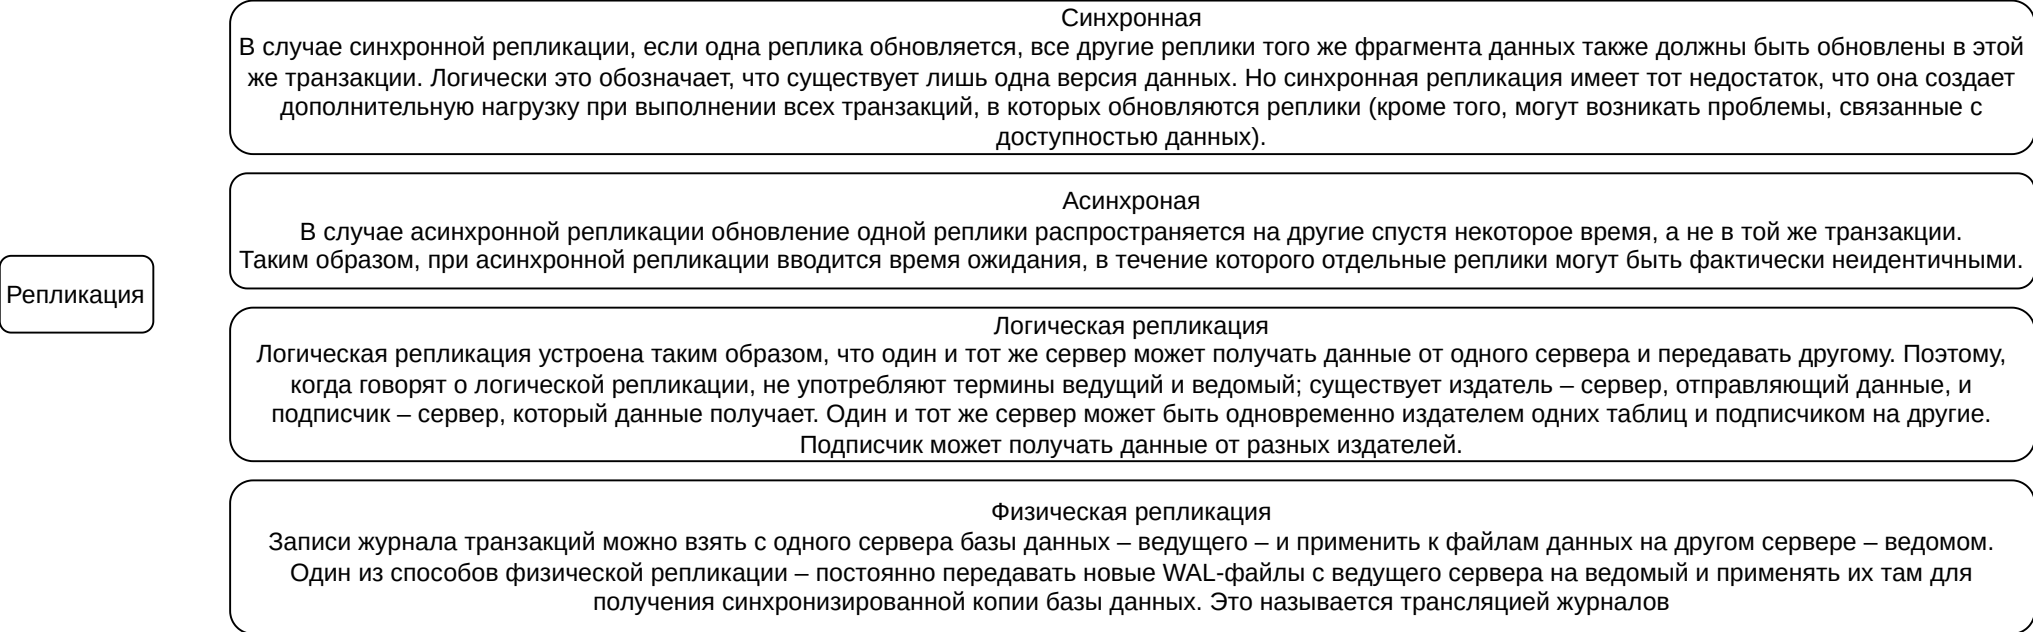 Синхронная
В случае синхронной репликации, если одна реплика обновляется, все другие реплики того же фрагмента данных также должны быть обновлены в этой
же транзакции. Логически это обозначает, что существует лишь одна версия данных. Но синхронная репликация имеет тот недостаток, что она создает
дополнительную нагрузку при выполнении всех транзакций, в которых обновляются реплики (кроме того, могут возникать проблемы, связанные с
доступностью данных).
Асинхроная
В случае асинхронной репликации обновление одной реплики распространяется на другие спустя некоторое время, а не в той же транзакции.
Таким образом, при асинхронной репликации вводится время ожидания, в течение которого отдельные реплики могут быть фактически неидентичными.
Репликация
Логическая репликация
Логическая репликация устроена таким образом, что один и тот же сервер может получать данные от одного сервера и передавать другому. Поэтому,
когда говорят о логической репликации, не употребляют термины ведущий и ведомый; существует издатель – сервер, отправляющий данные, и
подписчик – сервер, который данные получает. Один и тот же сервер может быть одновременно издателем одних таблиц и подписчиком на другие.
Подписчик может получать данные от разных издателей.
Физическая репликация
Записи журнала транзакций можно взять с одного сервера базы данных – ведущего – и применить к файлам данных на другом сервере – ведомом.
Один из способов физической репликации – постоянно передавать новые WAL-файлы с ведущего сервера на ведомый и применять их там для
получения синхронизированной копии базы данных. Это называется трансляцией журналов